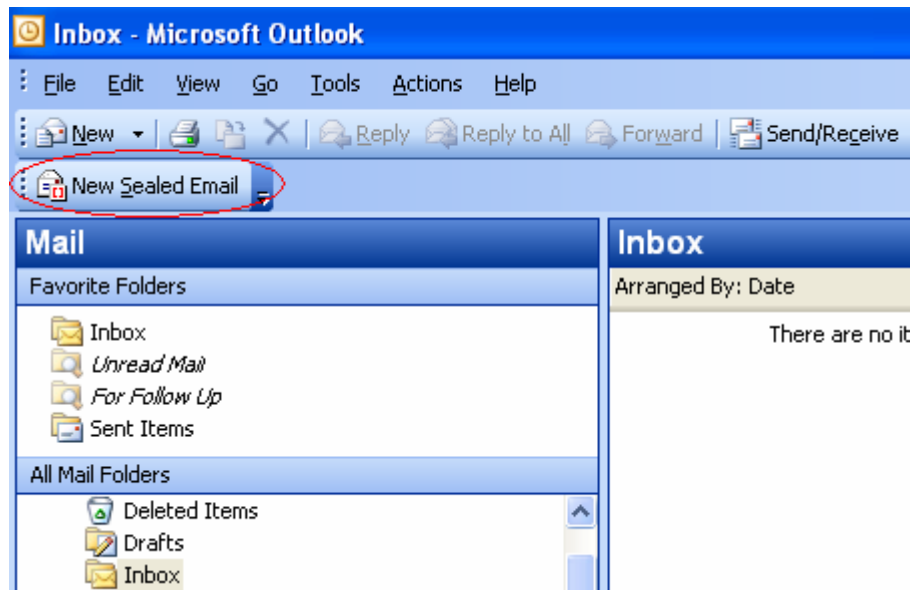 Inbox - Microsoft Outlook
File Edit View Go Tools Actions Help
New Reply Reply to All Forward Send/Receive
New Sealed Email
Mail
Inbox
Favorite Folders
Arranged By: Date
Inbox
There are no it
Unread Mail
For Follow Up
Sent Items
All Mail Folders
Deleted Items
Drafts
Inbox